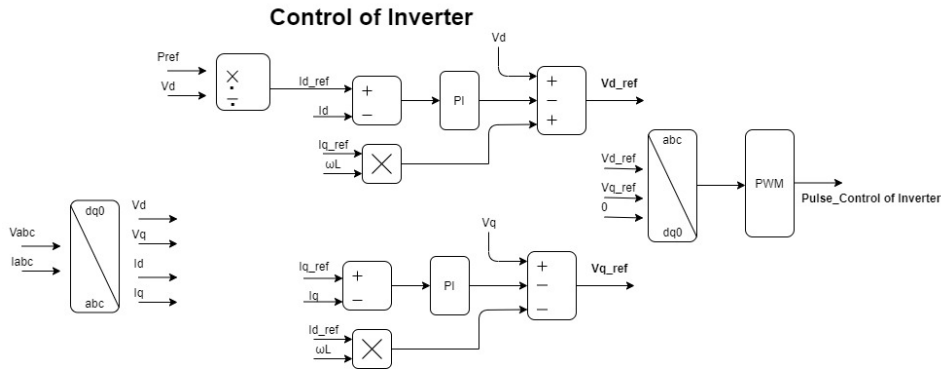 Control of Inverter
Pref
Vd
×
÷
Id_ref
Id
+
−
PI
Vd
+
−
+
Vd_ref
Iq_ref
ωL
×
Vd_ref
Vq_ref
0
abc
dq0
PWM
Pulse_Control of Inverter
Vabc
Iabc
dq0
abc
Vd
Vq
Id
Iq
Iq_ref
Iq
+
−
PI
Vq
+
−
−
Vq_ref
Id_ref
ωL
×